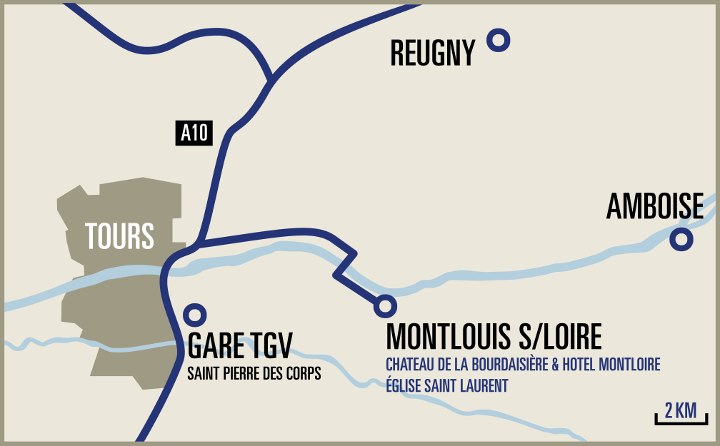 REUGNY
A10
AMBOISE
TOURS
GARE TGV
SAINT PIERRE DES CORPS
MONTLOUIS S/LOIRE
CHATEAU DE LA BOURDAISIÈRE & HOTEL MONTLOIRE
ÉGLISE SAINT LAURENT
2 KM